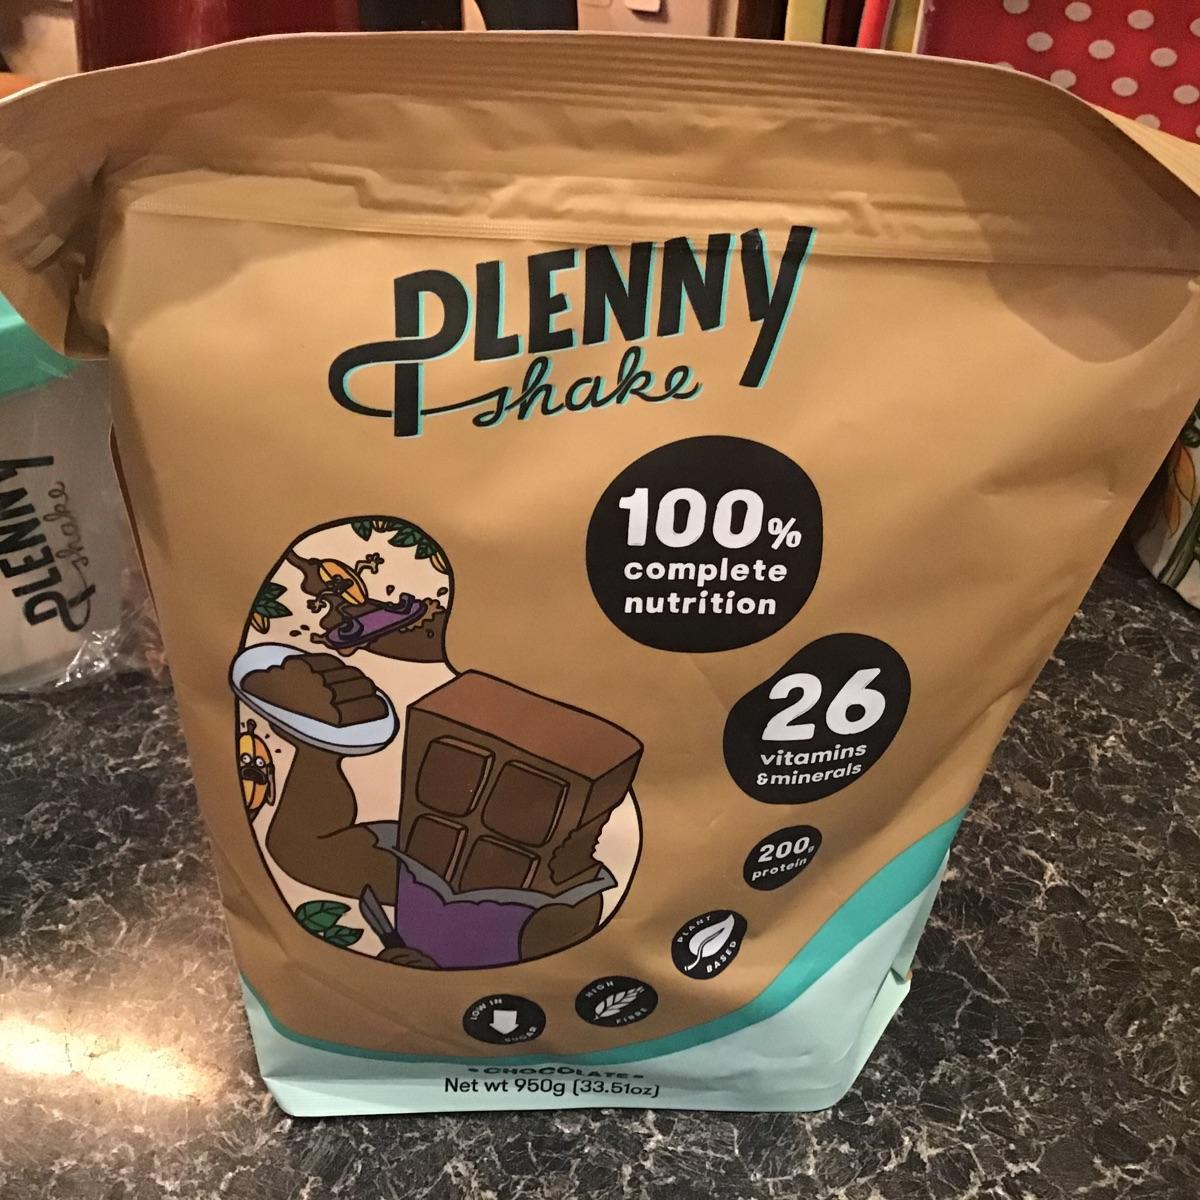 PLENNY
shake
100%
complete
nutrition
26
vitamins
&minerals
200g
protein
PLANT
BASED
HIGH
FIBRE
LOW IN
SUGAR
• CHOCOLATE •
Net wt 950g (33.51oz)
PLENNY
shake